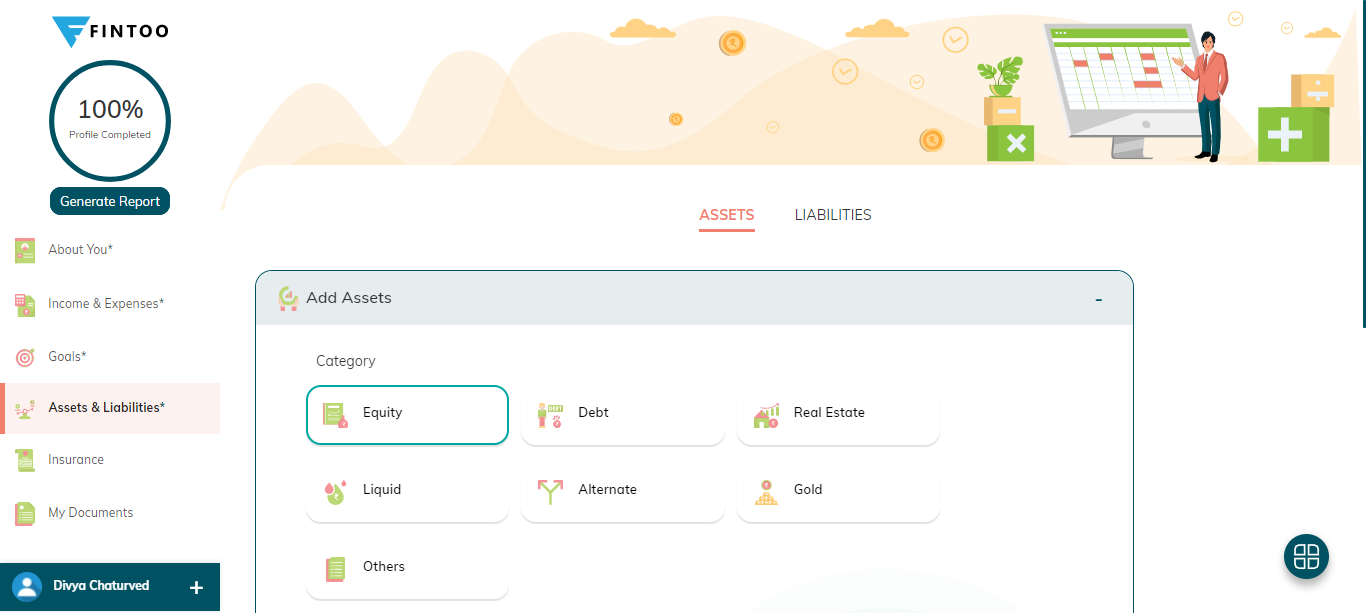 FINTOO
100%
Profile Completed
Generate Report
About You*
Income & Expenses*
Goals*
Assets & Liabilities*
Insurance
My Documents
Divya Chaturved
+
ASSETS LIABILITIES
Add Assets -
Category
Equity Debt Real Estate
Liquid Alternate Gold
Others